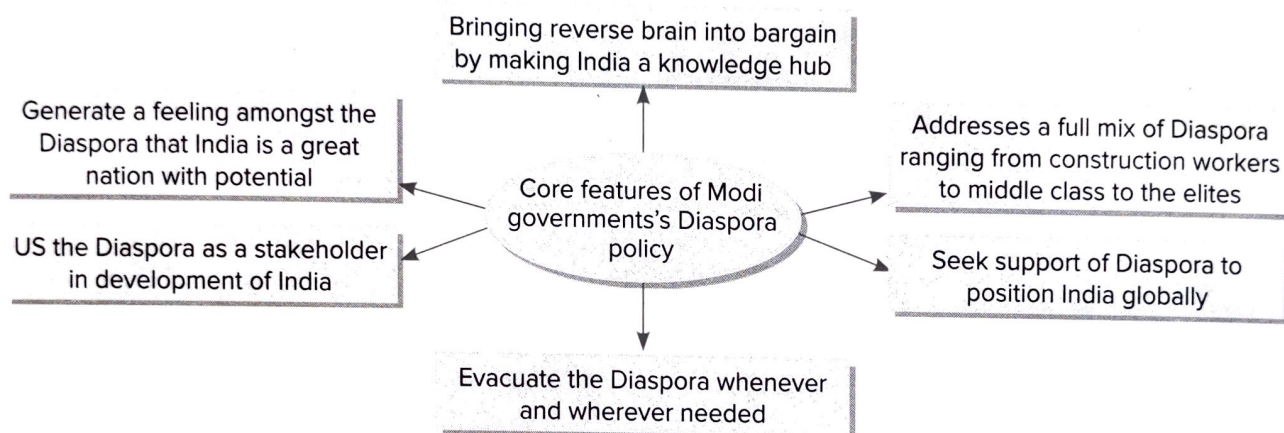 Bringing reverse brain into bargain
by making India a knowledge hub
Generate a feeling amongst the
Diaspora that India is a great
nation with potential
Addresses a full mix of Diaspora
ranging from construction workers
to middle class to the elites
Core features of Modi
governments's Diaspora
policy
US the Diaspora as a stakeholder
in development of India
Seek support of Diaspora to
position India globally
Evacuate the Diaspora whenever
and wherever needed